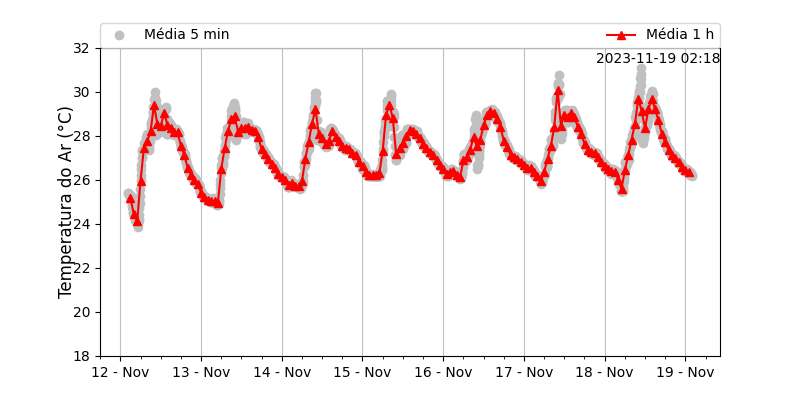 Média 5 min
Média 1 h
2023-11-19 02:18
Temperatura do Ar (°C)
32
30
28
26
24
22
20
18
12 - Nov
13 - Nov
14 - Nov
15 - Nov
16 - Nov
17 - Nov
18 - Nov
19 - Nov